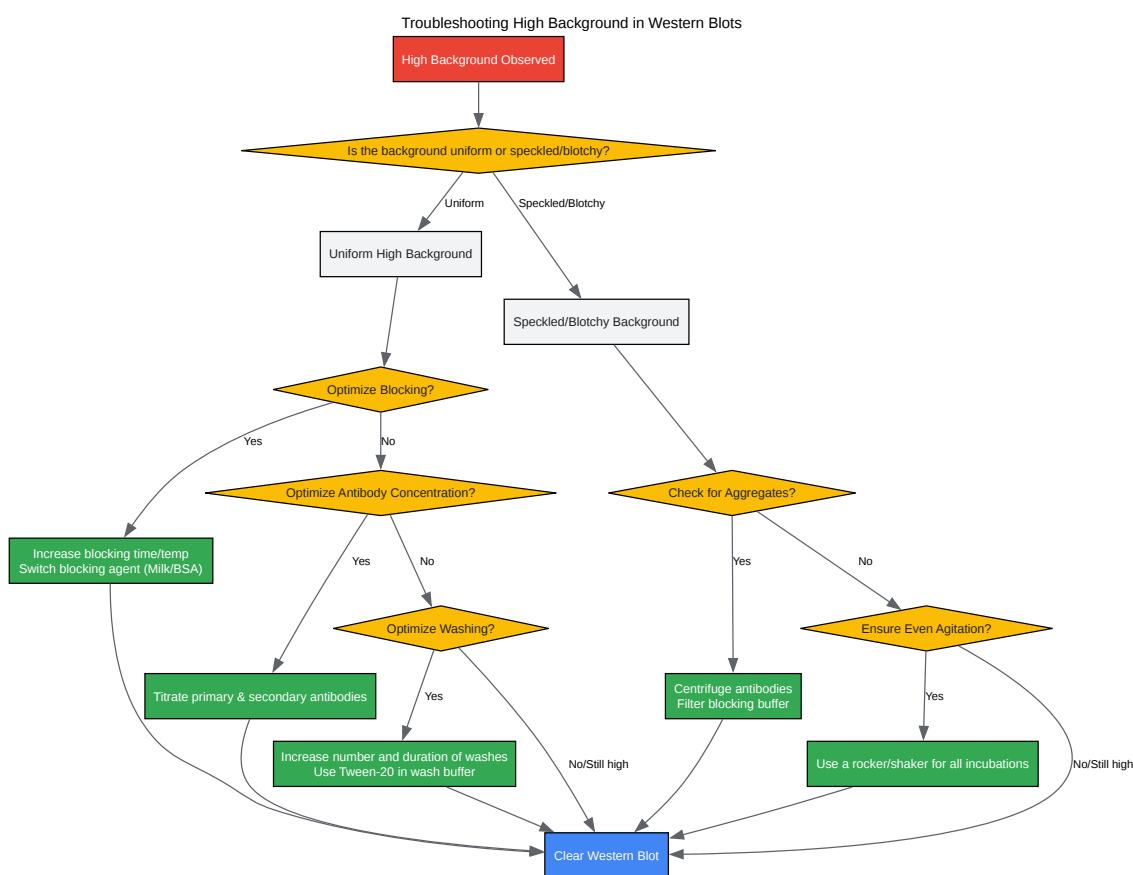 Troubleshooting High Background in Western Blots
High Background Observed
Is the background uniform or speckled/blotchy?
Uniform
Speckled/Blotchy
Uniform High Background
Speckled/Blotchy Background
Optimize Blocking?
Yes
No
Optimize Antibody Concentration?
Check for Aggregates?
Increase blocking time/temp
Switch blocking agent (Milk/BSA)
Yes
No
Yes
No
Optimize Washing?
Ensure Even Agitation?
Titrate primary & secondary antibodies
Yes
Centrifuge antibodies
Filter blocking buffer
Yes
Increase number and duration of washes
Use Tween-20 in wash buffer
No/Still high
Use a rocker/shaker for all incubations
No/Still high
Clear Western Blot